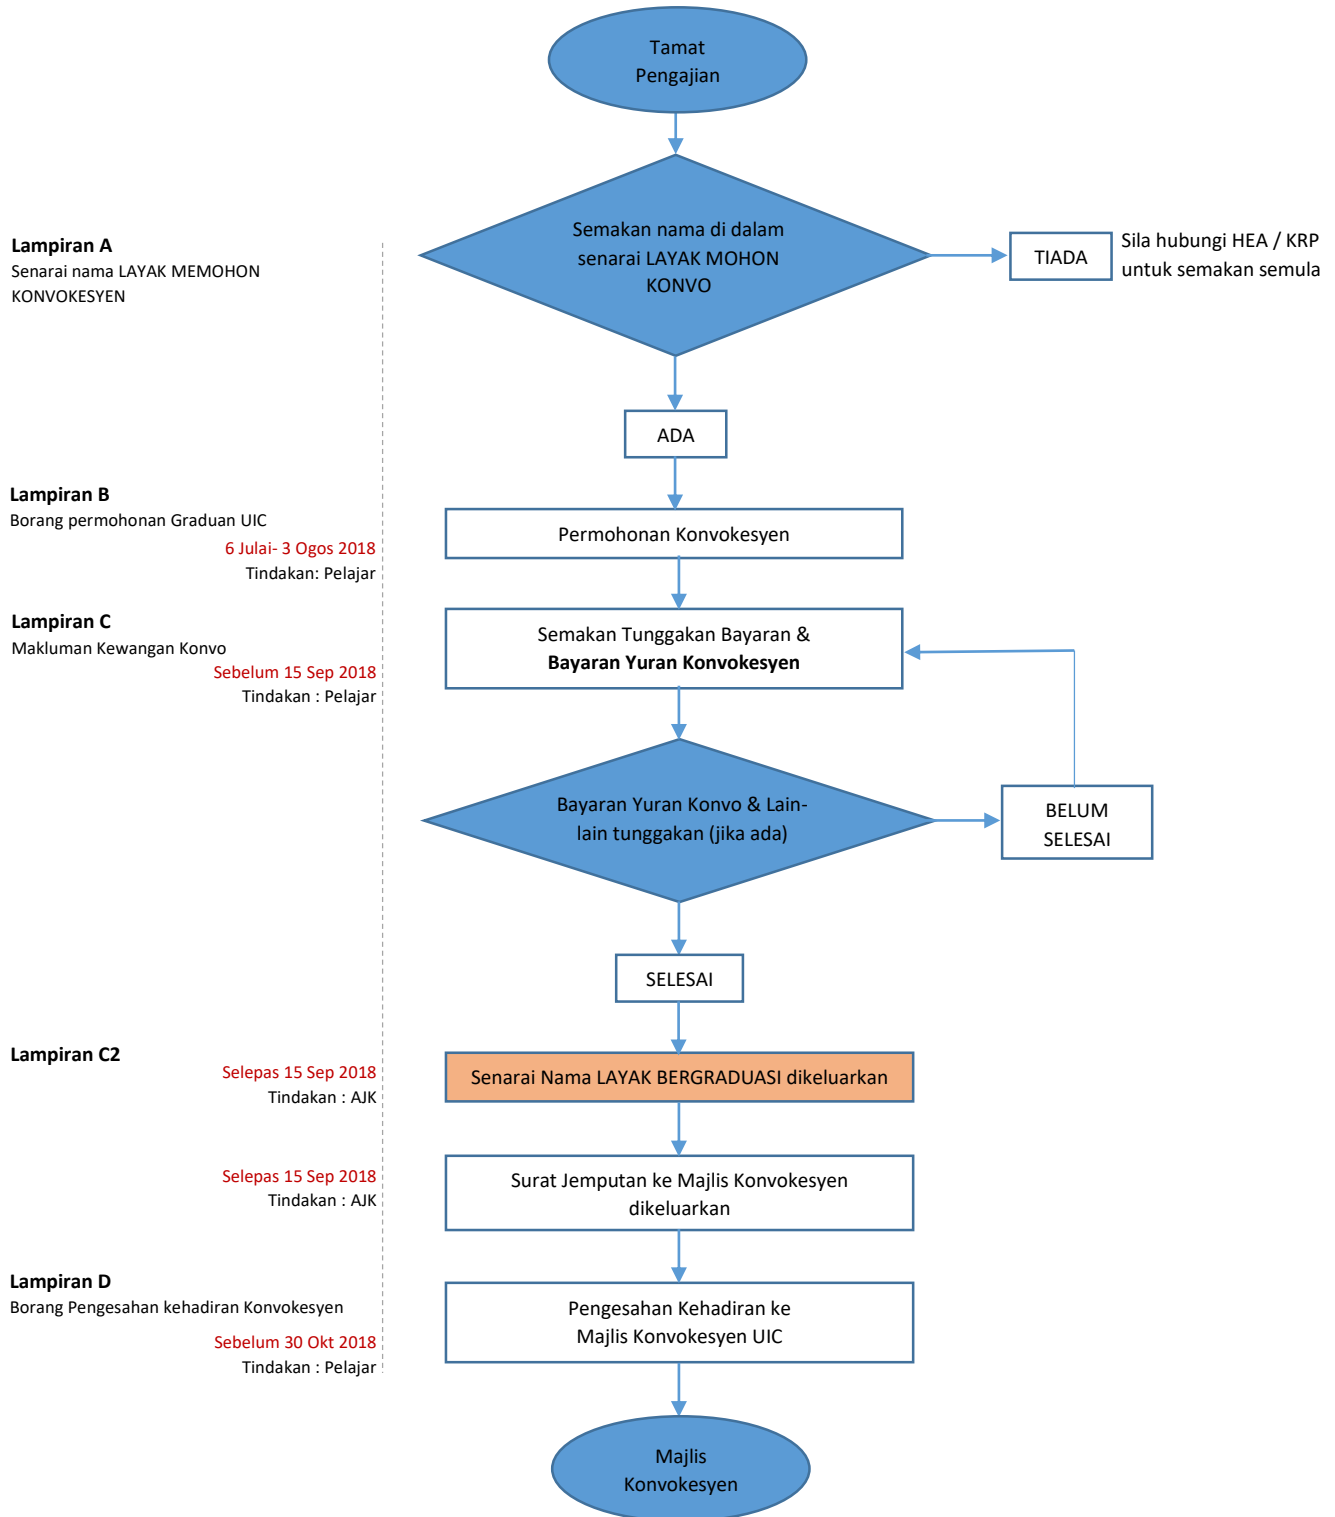 Tamat
Pengajian
Semakan nama di dalam
senarai LAYAK MOHON
KONVO
Lampiran A
Senarai nama LAYAK MEMOHON
KONVOKESYEN
TIADA
Sila hubungi HEA / KRP
untuk semakan semula
ADA
Lampiran B
Borang permohonan Graduan UIC
6 Julai- 3 Ogos 2018
Tindakan: Pelajar
Permohonan Konvokesyen
Lampiran C
Makluman Kewangan Konvo
Sebelum 15 Sep 2018
Tindakan : Pelajar
Semakan Tunggakan Bayaran &
Bayaran Yuran Konvokesyen
Bayaran Yuran Konvo & Lain-
lain tunggakan (jika ada)
BELUM
SELESAI
SELESAI
Lampiran C2
Selepas 15 Sep 2018
Tindakan : AJK
Senarai Nama LAYAK BERGRADUASI dikeluarkan
Selepas 15 Sep 2018
Tindakan : AJK
Surat Jemputan ke Majlis Konvokesyen
dikeluarkan
Lampiran D
Borang Pengesahan kehadiran Konvokesyen
Sebelum 30 Okt 2018
Tindakan : Pelajar
Pengesahan Kehadiran ke
Majlis Konvokesyen UIC
Majlis
Konvokesyen